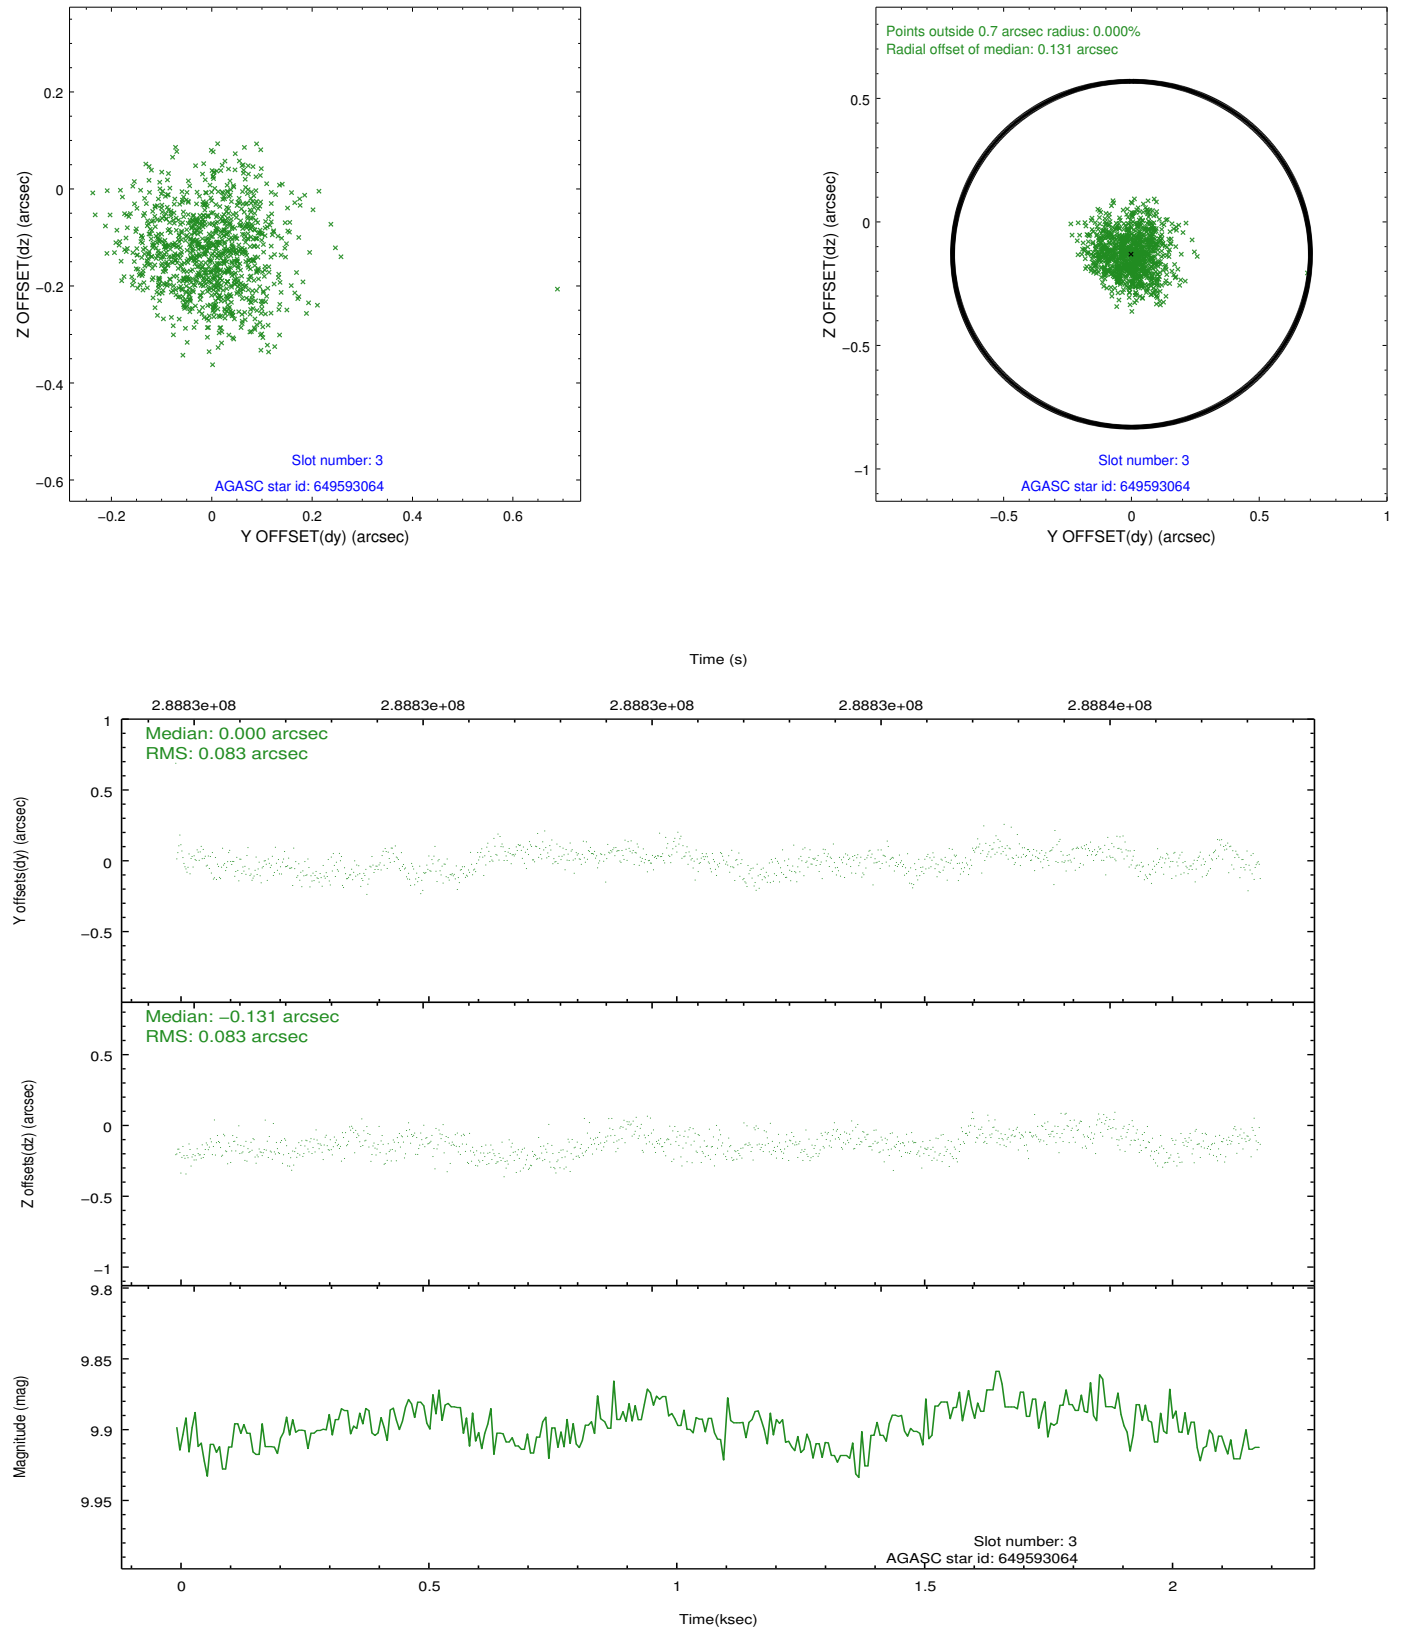 0.2
0
−0.2
−0.4
−0.6
Z OFFSET(dz) (arcsec)
Slot number: 3
AGASC star id: 649593064
−0.2 0 0.2 0.4 0.6
Y OFFSET(dy) (arcsec)
Points outside 0.7 arcsec radius: 0.000%
Radial offset of median: 0.131 arcsec
0.5
0
−0.5
−1
Z OFFSET(dz) (arcsec)
Slot number: 3
AGASC star id: 649593064
−0.5 0 0.5 1
Y OFFSET(dy) (arcsec)
Time (s)
2.8883e+08 2.8883e+08 2.8883e+08 2.8883e+08 2.8884e+08
Median: 0.000 arcsec
RMS: 0.083 arcsec
1
0.5
0
−0.5
Y offsets(dy) (arcsec)
Median: −0.131 arcsec
RMS: 0.083 arcsec
0.5
0
−0.5
−1
Z offsets(dz) (arcsec)
9.8
9.85
9.9
9.95
Magnitude (mag)
Slot number: 3
AGASC star id: 649593064
0 0.5 1 1.5 2
Time(ksec)